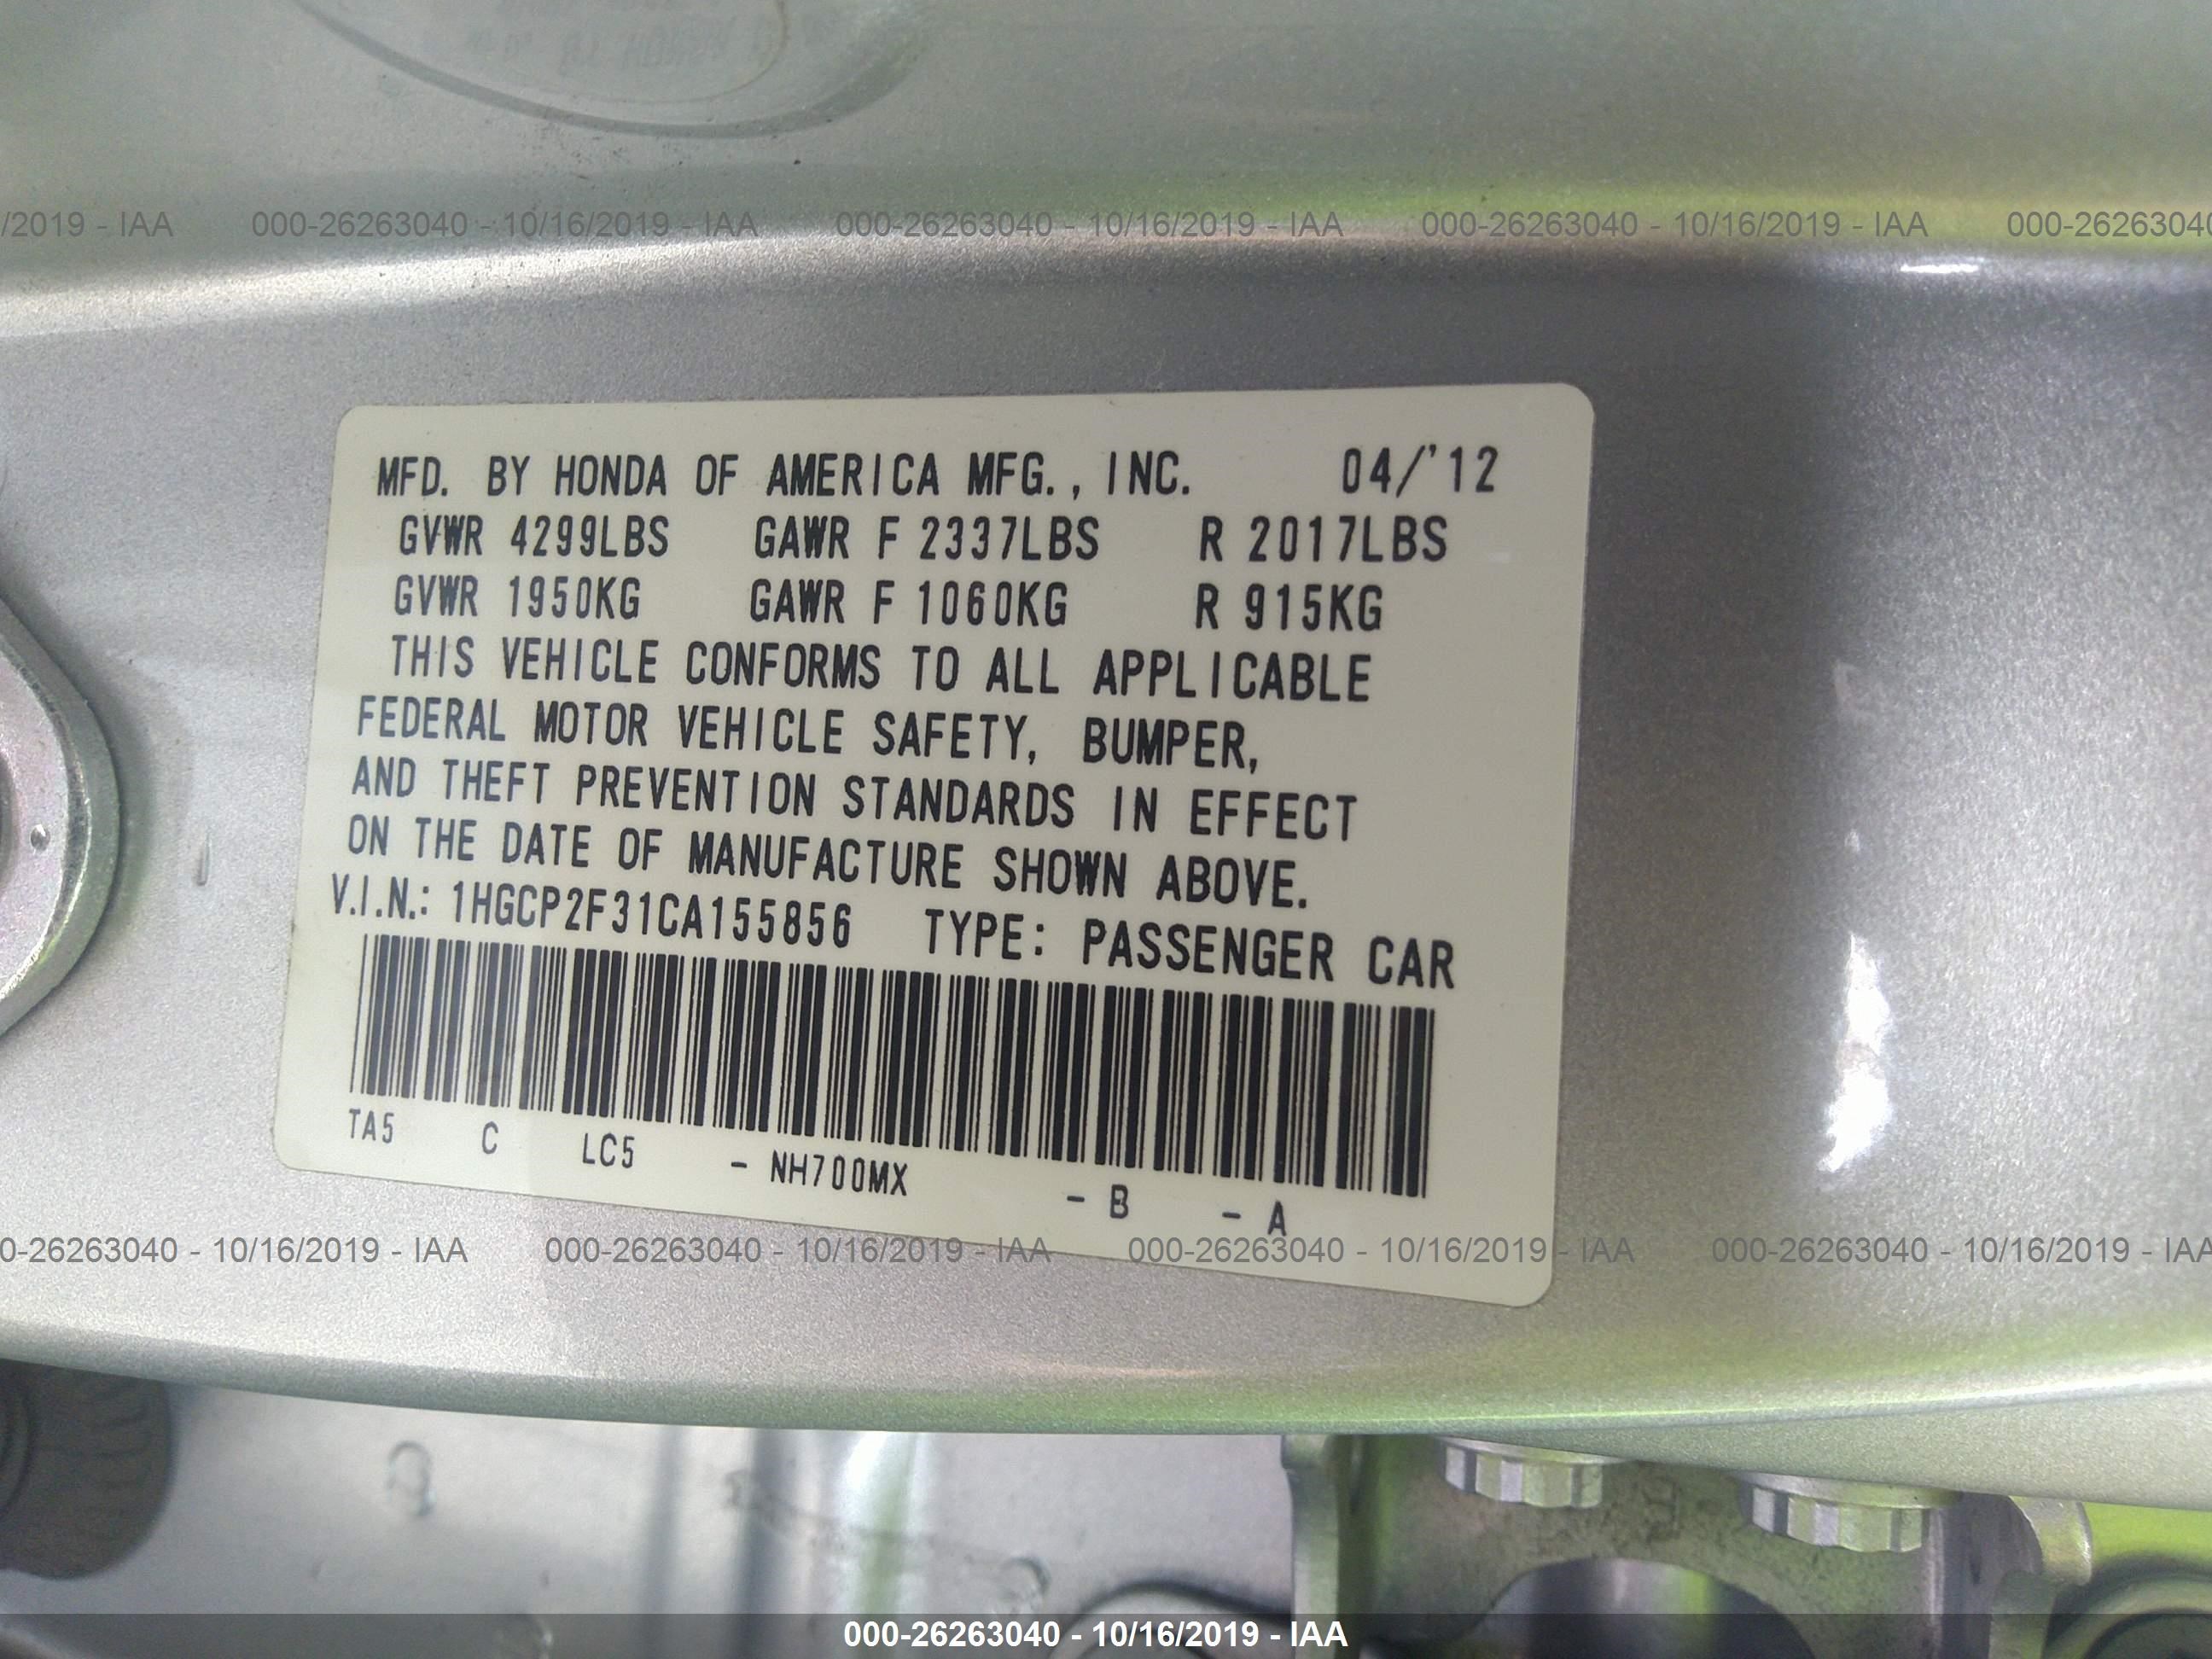 /2019 - IAA 000-26263040 - 10/16/2019 - IAA 000-26263040 - 10/16/2019 - IAA 000-26263040 - 10/16/2019 - IAA 000-2626304
MFD. BY HONDA OF AMERICA MFG., INC. 04/'12
GVWR 4299LBS GAWR F 2337LBS R 2017LBS
GVWR 1950KG GAWR F 1060KG R 915KG
THIS VEHICLE CONFORMS TO ALL APPLICABLE
FEDERAL MOTOR VEHICLE SAFETY, BUMPER,
AND THEFT PREVENTION STANDARDS IN EFFECT
ON THE DATE OF MANUFACTURE SHOWN ABOVE.
V.I.N.: 1HGCP2F31CA155856 TYPE: PASSENGER CAR
TA5 C LC5 - NH700MX - B - A
0-26263040 - 10/16/2019 - IAA 000-26263040 - 10/16/2019 - IAA 000-26263040 - 10/16/2019 - IAA 000-26263040 - 10/16/2019 - IAA
000-26263040 - 10/16/2019 - IAA